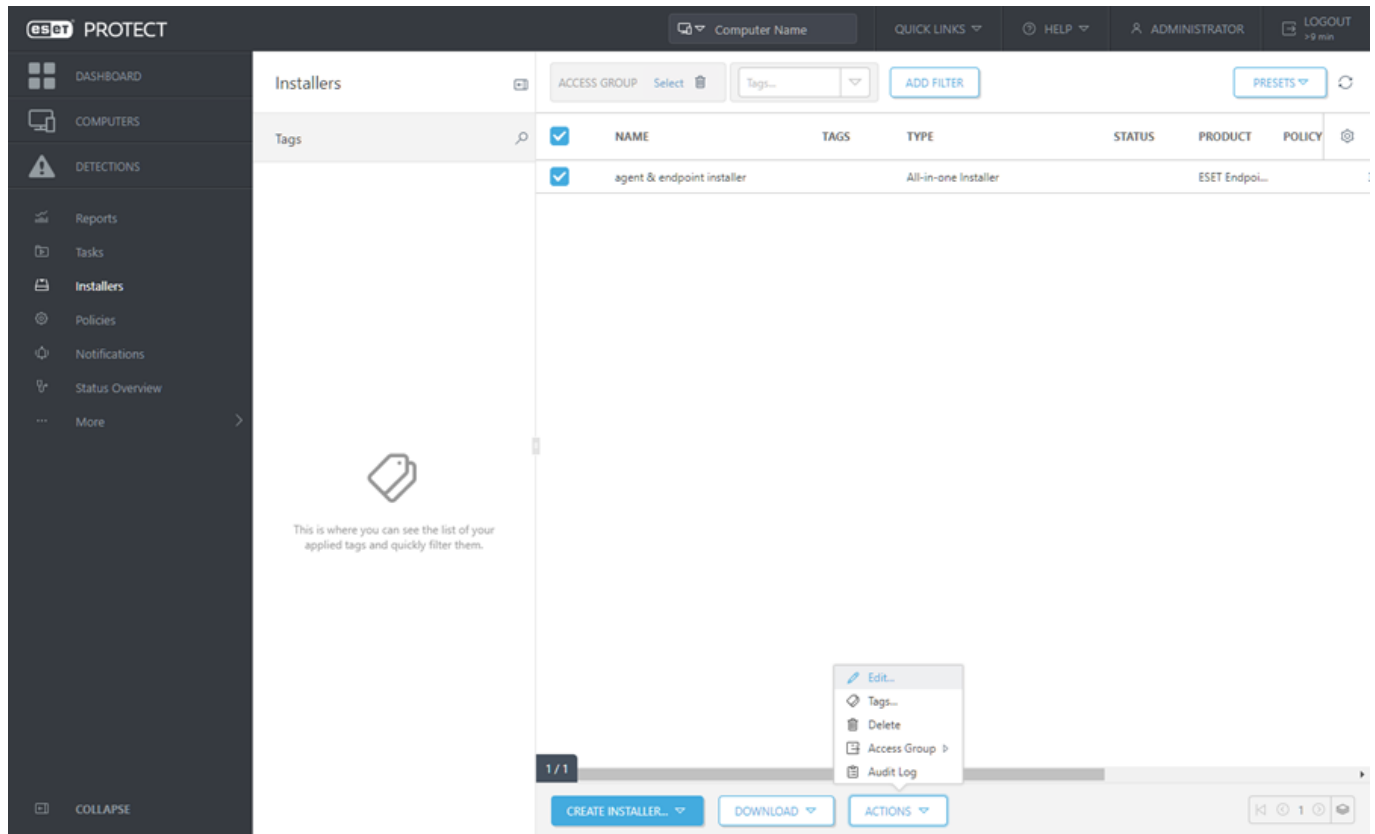 eset PROTECT
Computer Name
QUICK LINKS
HELP
ADMINISTRATOR
LOGOUT
>9 min
DASHBOARD
COMPUTERS
DETECTIONS
Reports
Tasks
Installers
Policies
Notifications
Status Overview
More
COLLAPSE
Installers
Tags
This is where you can see the list of your
applied tags and quickly filter them.
ACCESS GROUP Select
Tags...
ADD FILTER
PRESETS
NAME TAGS TYPE STATUS PRODUCT POLICY
agent & endpoint installer All-in-one Installer ESET Endpoi...
Edit...
Tags...
Delete
Access Group
Audit Log
1 / 1
CREATE INSTALLER...
DOWNLOAD
ACTIONS
1